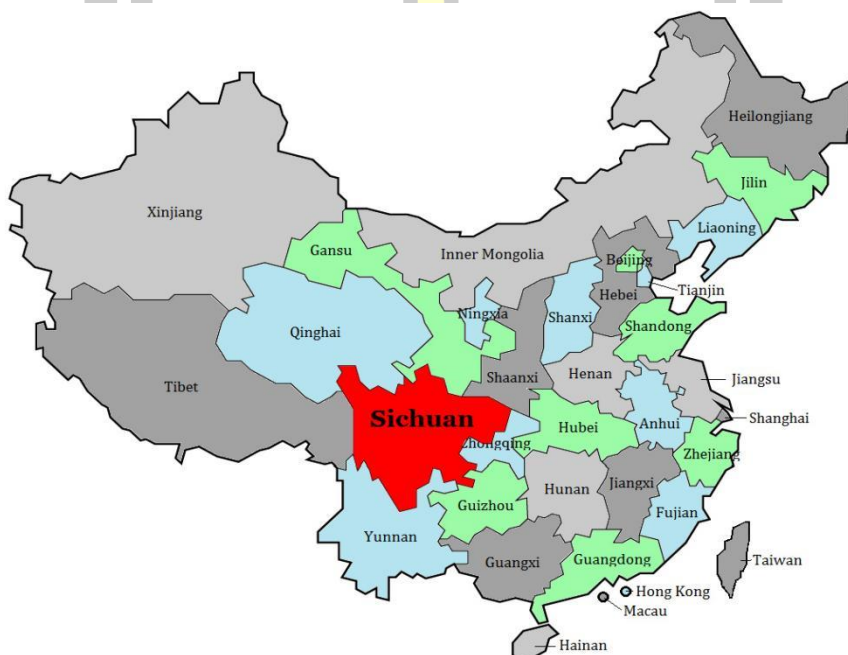 Heilongjiang
Jilin
Xinjiang
Liaoning
Gansu
Inner Mongolia
Beijing
Tianjin
Hebei
Ningxia
Shanxi
Qinghai
Shandong
Shaanxi
Henan
Jiangsu
Tibet
Sichuan
Shanghai
Hubei
Anhui
Chongqing
Zhejiang
Hunan
Jiangxi
Guizhou
Fujian
Yunnan
Guangxi
Guangdong
Taiwan
Hong Kong
Macau
Hainan